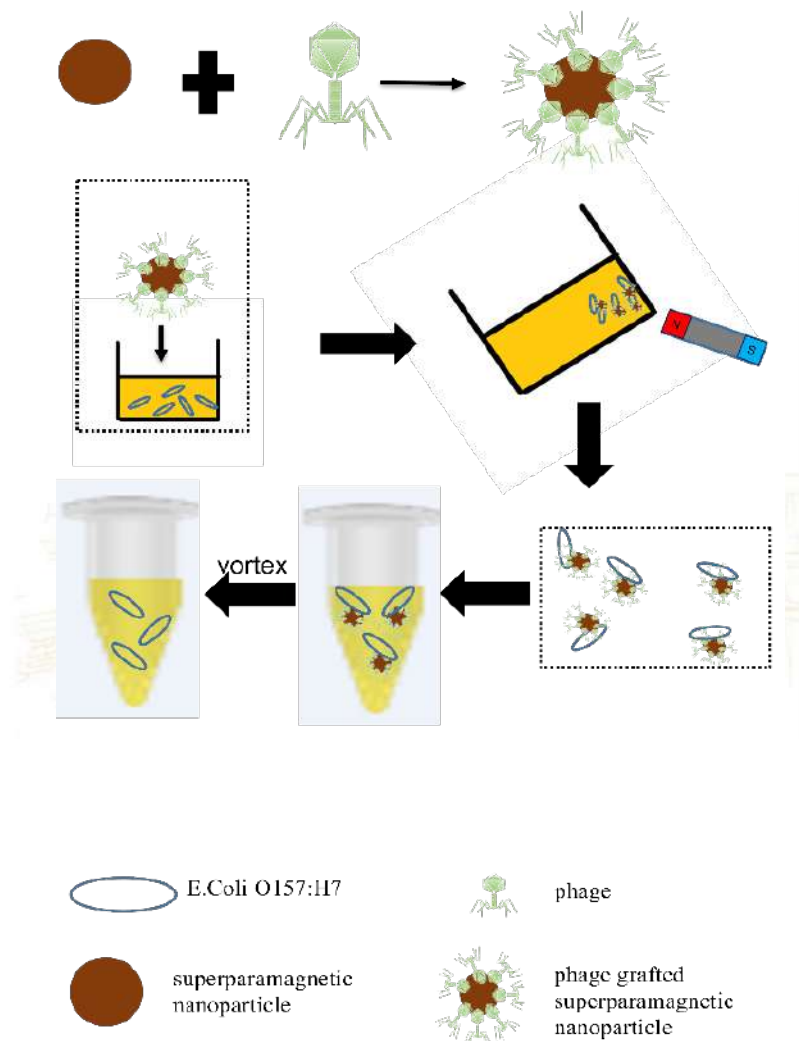 N
S
vortex
E.Coli O157:H7
phage
superparamagnetic
nanoparticle
phage grafted
superparamagnetic
nanoparticle